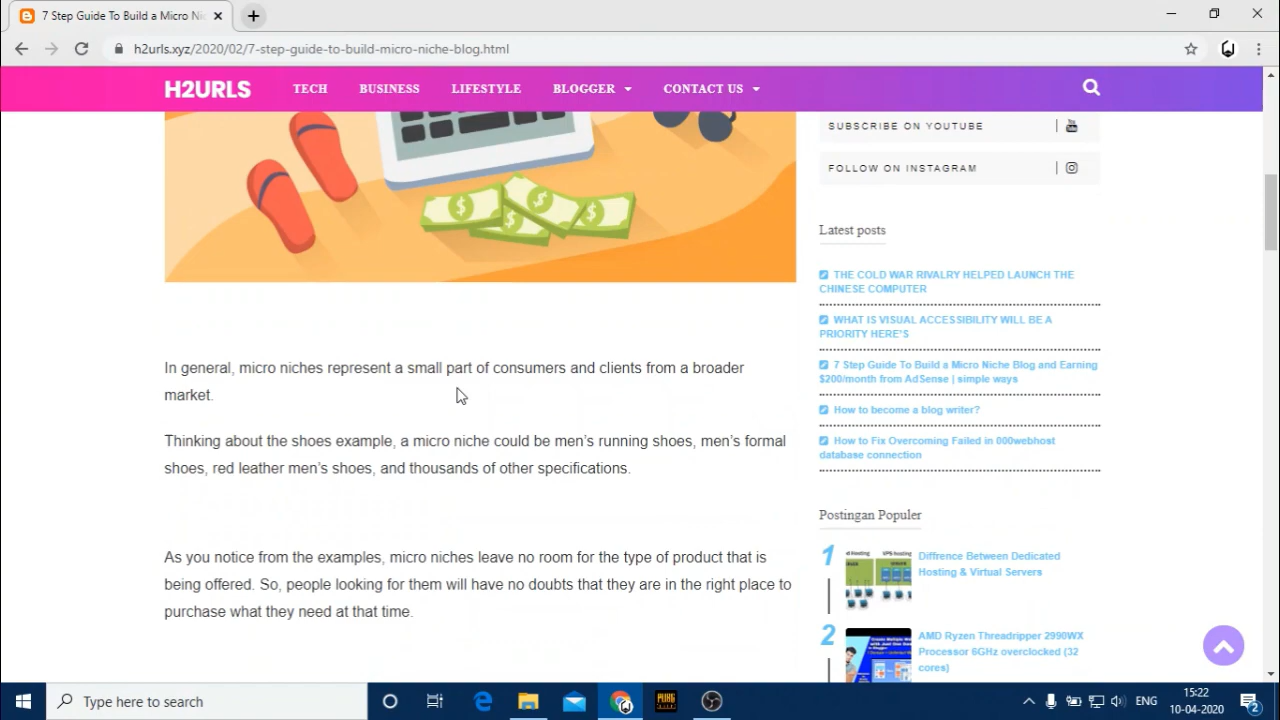 7 Step Guide To Build a Micro Nic
h2urls.xyz/2020/02/7-step-guide-to-build-micro-niche-blog.html
H2URLS TECH BUSINESS LIFESTYLE BLOGGER CONTACT US
SUBSCRIBE ON YOUTUBE
FOLLOW ON INSTAGRAM
Latest posts
THE COLD WAR RIVALRY HELPED LAUNCH THE
CHINESE COMPUTER
WHAT IS VISUAL ACCESSIBILITY WILL BE A
PRIORITY HERE'S
7 Step Guide To Build a Micro Niche Blog and Earning
$200/month from AdSense | simple ways
How to become a blog writer?
How to Fix Overcoming Failed in 000webhost
database connection
In general, micro niches represent a small part of consumers and clients from a broader
market.
Thinking about the shoes example, a micro niche could be men's running shoes, men's formal
shoes, red leather men's shoes, and thousands of other specifications.
As you notice from the examples, micro niches leave no room for the type of product that is
being offered. So, people looking for them will have no doubts that they are in the right place to
purchase what they need at that time.
Postingan Populer
1
Diffrence Between Dedicated
Hosting & Virtual Servers
2
AMD Ryzen Threadripper 2990WX
Processor 6GHz overclocked (32
cores)
Type here to search
ENG
15:22
10-04-2020
2